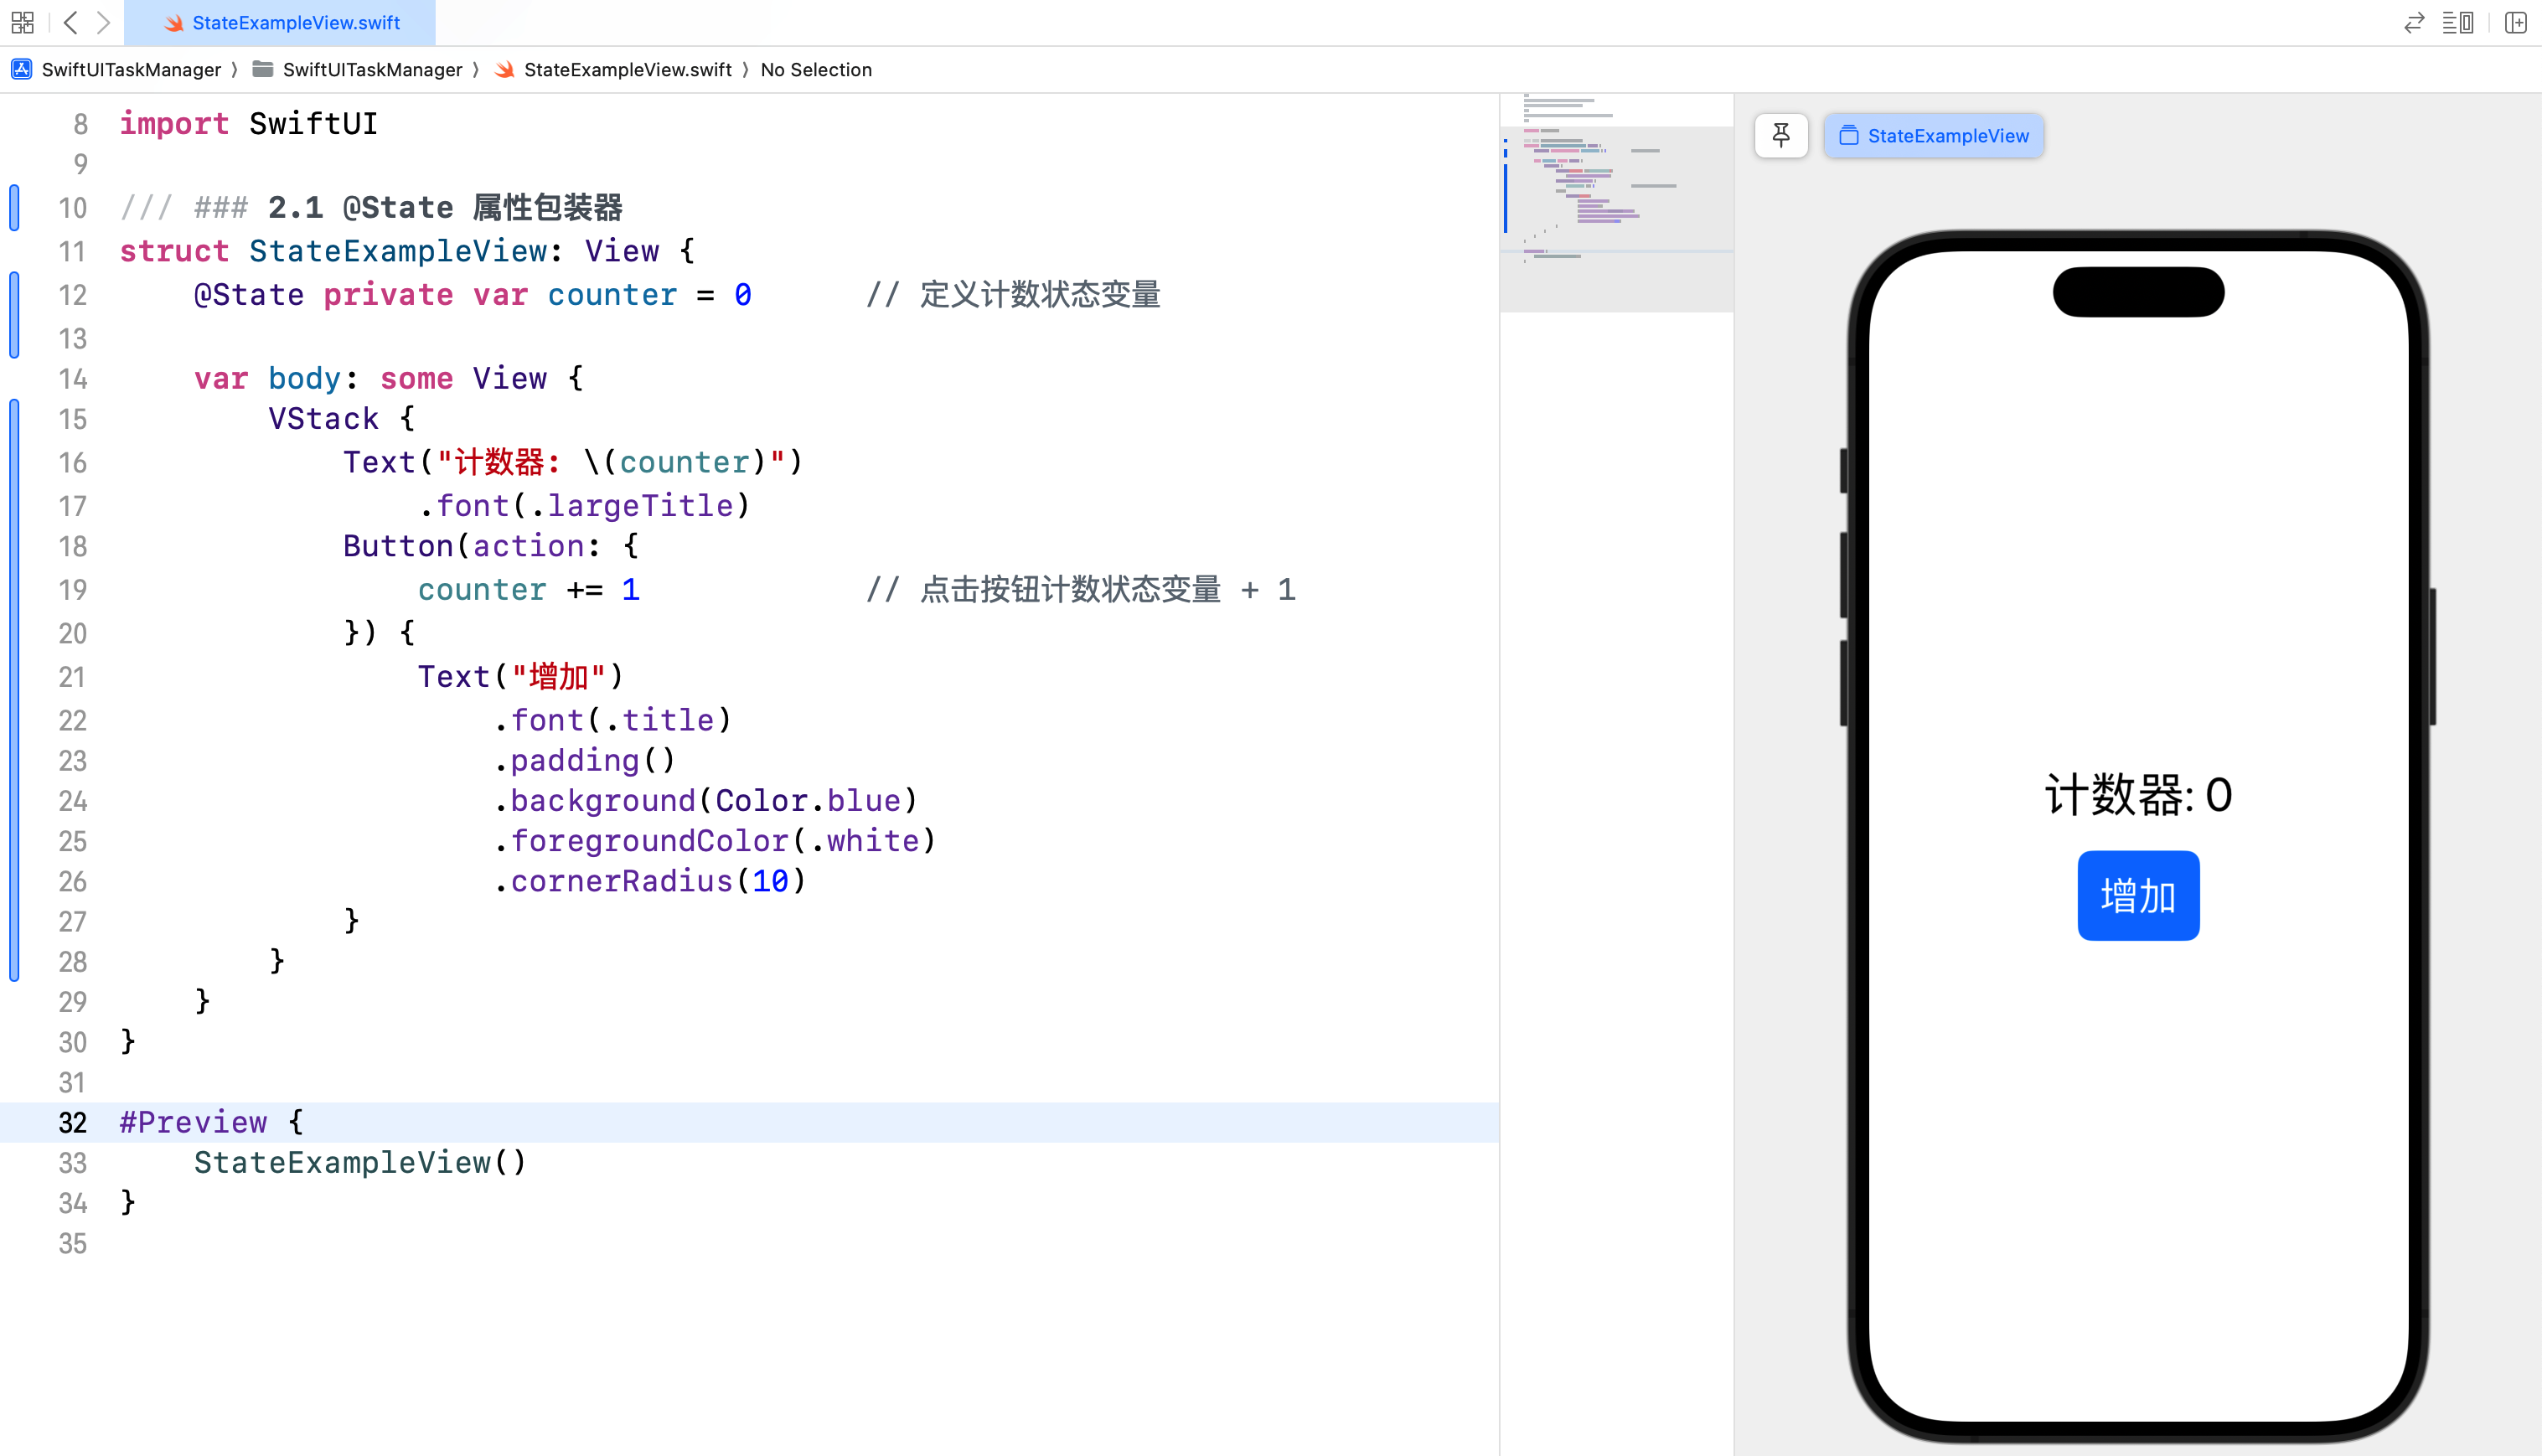 StateExampleView.swift
SwiftUITaskManager 〉 SwiftUITaskManager 〉 StateExampleView.swift 〉 No Selection
8 import SwiftUI
9
10 /// ### 2.1 @State 属性包装器
11 struct StateExampleView: View {
12 @State private var counter = 0 // 定义计数状态变量
13
14 var body: some View {
15 VStack {
16 Text("计数器: \(counter)")
17 .font(.largeTitle)
18 Button(action: {
19 counter += 1 // 点击按钮计数状态变量 + 1
20 }) {
21 Text("增加")
22 .font(.title)
23 .padding()
24 .background(Color.blue)
25 .foregroundColor(.white)
26 .cornerRadius(10)
27 }
28 }
29 }
30 }
31
32 #Preview {
33 StateExampleView()
34 }
35
StateExampleView
计数器: 0
增加